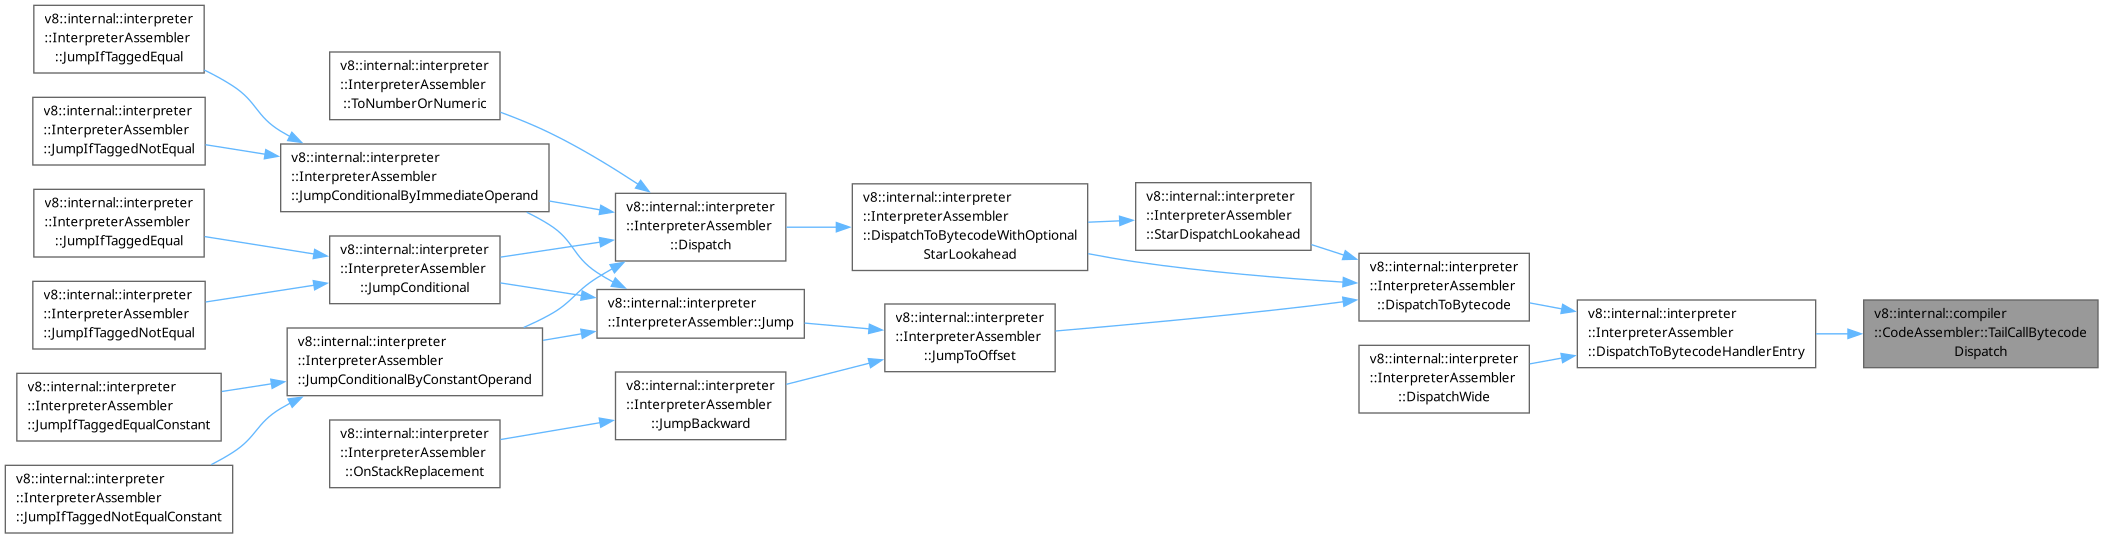 v8::internal::interpreter
::InterpreterAssembler
::JumpIfTaggedEqual
v8::internal::interpreter
::InterpreterAssembler
::JumpIfTaggedNotEqual
v8::internal::interpreter
::InterpreterAssembler
::JumpIfTaggedEqual
v8::internal::interpreter
::InterpreterAssembler
::JumpIfTaggedNotEqual
v8::internal::interpreter
::InterpreterAssembler
::JumpIfTaggedEqualConstant
v8::internal::interpreter
::InterpreterAssembler
::JumpIfTaggedNotEqualConstant
v8::internal::interpreter
::InterpreterAssembler
::ToNumberOrNumeric
v8::internal::interpreter
::InterpreterAssembler
::JumpConditionalByImmediateOperand
v8::internal::interpreter
::InterpreterAssembler
::JumpConditional
v8::internal::interpreter
::InterpreterAssembler
::JumpConditionalByConstantOperand
v8::internal::interpreter
::InterpreterAssembler
::OnStackReplacement
v8::internal::interpreter
::InterpreterAssembler
::Dispatch
v8::internal::interpreter
::InterpreterAssembler::Jump
v8::internal::interpreter
::InterpreterAssembler
::JumpBackward
v8::internal::interpreter
::InterpreterAssembler
::DispatchToBytecodeWithOptional
StarLookahead
v8::internal::interpreter
::InterpreterAssembler
::JumpToOffset
v8::internal::interpreter
::InterpreterAssembler
::StarDispatchLookahead
v8::internal::interpreter
::InterpreterAssembler
::DispatchToBytecode
v8::internal::interpreter
::InterpreterAssembler
::DispatchWide
v8::internal::interpreter
::InterpreterAssembler
::DispatchToBytecodeHandlerEntry
v8::internal::compiler
::CodeAssembler::TailCallBytecode
Dispatch